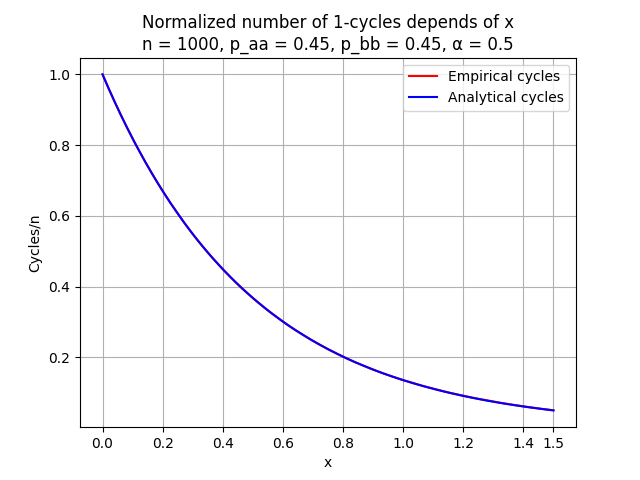 Normalized number of 1-cycles depends of x
n = 1000, p_aa = 0.45, p_bb = 0.45, α = 0.5
Empirical cycles
Analytical cycles
Cycles/n
1.0
0.8
0.6
0.4
0.2
0.0 0.2 0.4 0.6 0.8 1.0 1.2 1.4 1.5
x